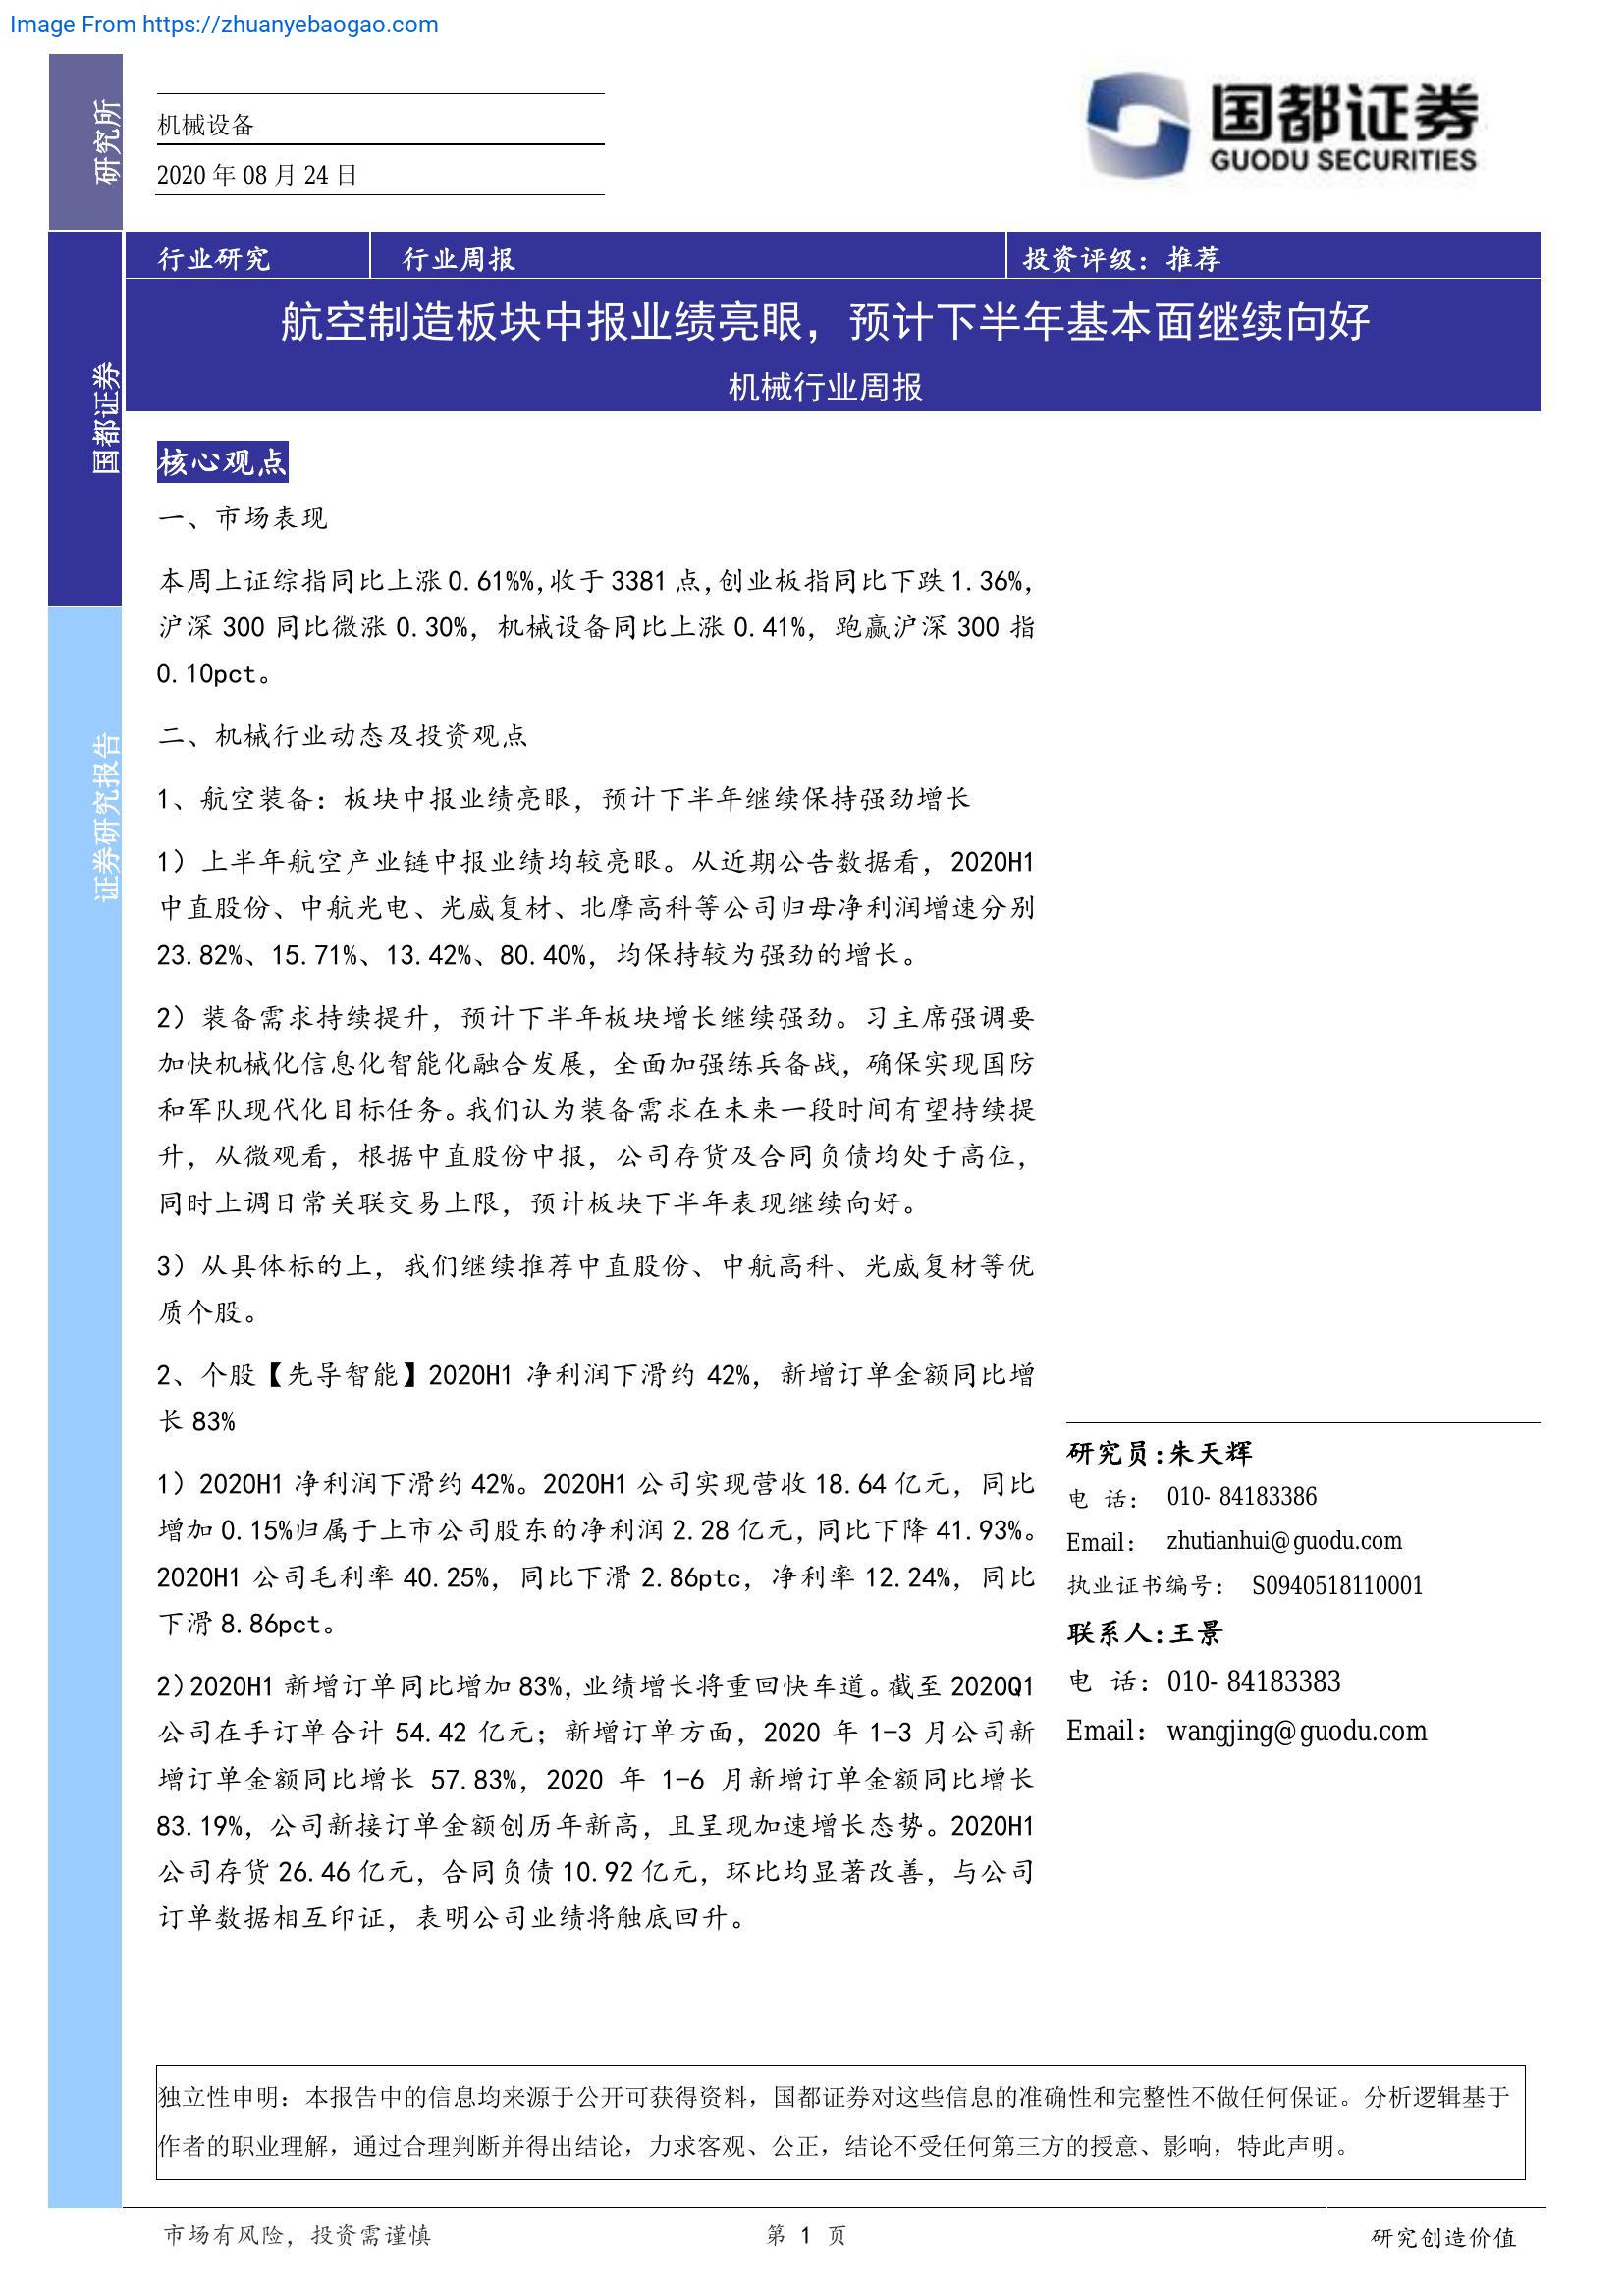 Image From https://zhuanyebaogao.com
研究所
国都证券
证券研究报告
机械设备
2020 年 08 月 24 日
国都证券
GUODU SECURITIES
行业研究
行业周报
投资评级：推荐
航空制造板块中报业绩亮眼，预计下半年基本面继续向好
机械行业周报
核心观点
一、市场表现
本周上证综指同比上涨 0.61%%,收于 3381 点,创业板指同比下跌 1.36%,
沪深 300 同比微涨 0.30%，机械设备同比上涨 0.41%，跑赢沪深 300 指
0.10pct。
二、机械行业动态及投资观点
1、航空装备：板块中报业绩亮眼，预计下半年继续保持强劲增长
1）上半年航空产业链中报业绩均较亮眼。从近期公告数据看，2020H1
中直股份、中航光电、光威复材、北摩高科等公司归母净利润增速分别
23.82%、15.71%、13.42%、80.40%，均保持较为强劲的增长。
2）装备需求持续提升，预计下半年板块增长继续强劲。习主席强调要
加快机械化信息化智能化融合发展，全面加强练兵备战，确保实现国防
和军队现代化目标任务。我们认为装备需求在未来一段时间有望持续提
升，从微观看，根据中直股份中报，公司存货及合同负债均处于高位，
同时上调日常关联交易上限，预计板块下半年表现继续向好。
3）从具体标的上，我们继续推荐中直股份、中航高科、光威复材等优
质个股。
2、个股【先导智能】2020H1 净利润下滑约 42%，新增订单金额同比增
长 83%
1）2020H1 净利润下滑约 42%。2020H1 公司实现营收 18.64 亿元，同比
增加 0.15%归属于上市公司股东的净利润 2.28 亿元,同比下降 41.93%。
2020H1 公司毛利率 40.25%，同比下滑 2.86ptc，净利率 12.24%，同比
下滑 8.86pct。
2）2020H1 新增订单同比增加 83%,业绩增长将重回快车道。截至 2020Q1
公司在手订单合计 54.42 亿元；新增订单方面，2020 年 1-3 月公司新
增订单金额同比增长 57.83%，2020 年 1-6 月新增订单金额同比增长
83.19%，公司新接订单金额创历年新高，且呈现加速增长态势。2020H1
公司存货 26.46 亿元，合同负债 10.92 亿元，环比均显著改善，与公司
订单数据相互印证，表明公司业绩将触底回升。
研究员:朱天辉
电 话： 010- 84183386
Email： zhutianhui@guodu.com
执业证书编号： S0940518110001
联系人:王景
电 话：010- 84183383
Email： wangjing@guodu.com
独立性申明：本报告中的信息均来源于公开可获得资料，国都证券对这些信息的准确性和完整性不做任何保证。分析逻辑基于
作者的职业理解，通过合理判断并得出结论，力求客观、公正，结论不受任何第三方的授意、影响，特此声明。
市场有风险，投资需谨慎
第 1 页
研究创造价值